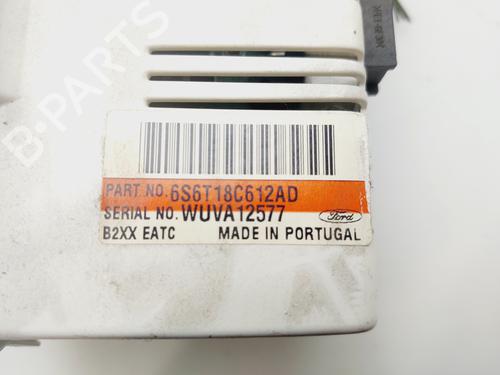 B-PARTS
PART NO. 6S6T18C612AD
SERIAL NO. WUVA12577
Ford
B2XX EATC MADE IN PORTUGAL